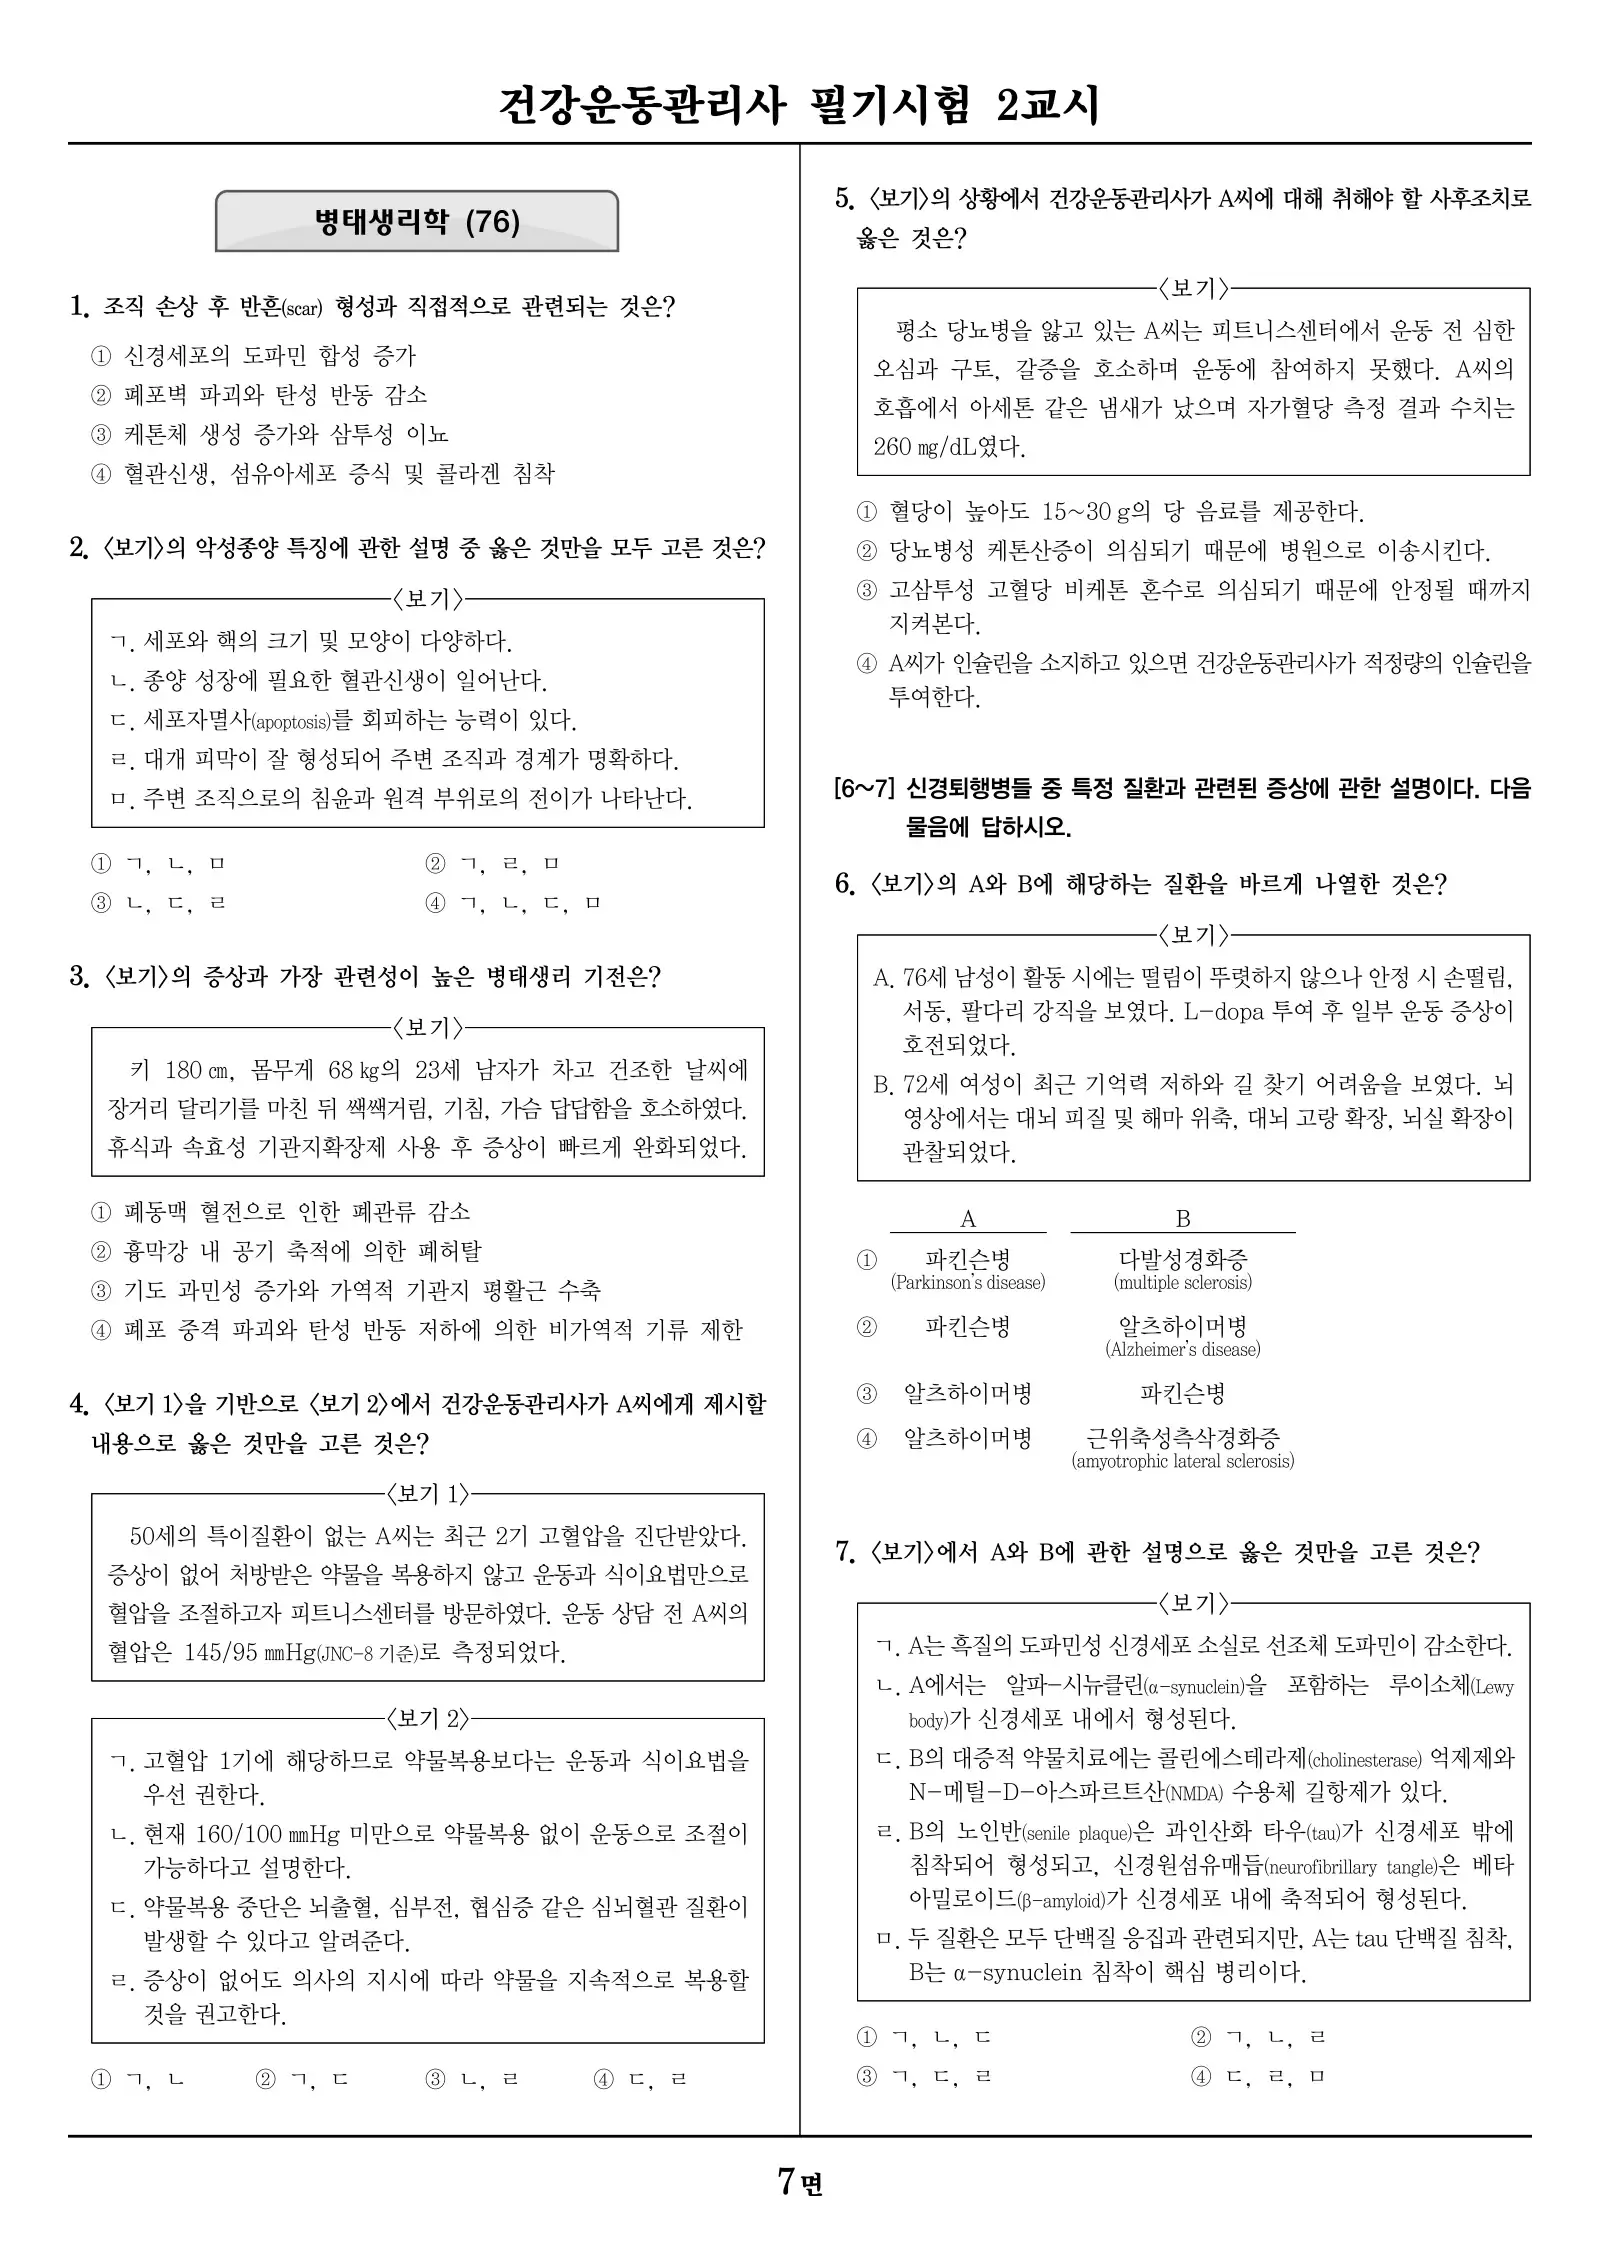 건강운동관리사 필기시험 2교시
병태생리학 (76)
1. 조직 손상 후 반흔(scar) 형성과 직접적으로 관련되는 것은?
① 신경세포의 도파민 합성 증가
② 폐포벽 파괴와 탄성 반동 감소
③ 케톤체 생성 증가와 삼투성 이뇨
④ 혈관신생, 섬유아세포 증식 및 콜라겐 침착
2. 〈보기〉의 악성종양 특징에 관한 설명 중 옳은 것만을 모두 고른 것은?
〈보기〉
ㄱ. 세포와 핵의 크기 및 모양이 다양하다.
ㄴ. 종양 성장에 필요한 혈관신생이 일어난다.
ㄷ. 세포자멸사(apoptosis)를 회피하는 능력이 있다.
ㄹ. 대개 피막이 잘 형성되어 주변 조직과 경계가 명확하다.
ㅁ. 주변 조직으로의 침윤과 원격 부위로의 전이가 나타난다.
① ㄱ, ㄴ, ㅁ ② ㄱ, ㄹ, ㅁ
③ ㄴ, ㄷ, ㄹ ④ ㄱ, ㄴ, ㄷ, ㅁ
3. 〈보기〉의 증상과 가장 관련성이 높은 병태생리 기전은?
〈보기〉
키 180㎝, 몸무게 68㎏의 23세 남자가 차고 건조한 날씨에
장거리 달리기를 마친 뒤 쌕쌕거림, 기침, 가슴 답답함을 호소하였다.
휴식과 속효성 기관지확장제 사용 후 증상이 빠르게 완화되었다.
① 폐동맥 혈전으로 인한 폐관류 감소
② 흉막강 내 공기 축적에 의한 폐허탈
③ 기도 과민성 증가와 가역적 기관지 평활근 수축
④ 폐포 중격 파괴와 탄성 반동 저하에 의한 비가역적 기류 제한
4. 〈보기 1〉을 기반으로 〈보기 2〉에서 건강운동관리사가 A씨에게 제시할
내용으로 옳은 것만을 고른 것은?
〈보기 1〉
50세의 특이질환이 없는 A씨는 최근 2기 고혈압을 진단받았다.
증상이 없어 처방받은 약물을 복용하지 않고 운동과 식이요법만으로
혈압을 조절하고자 피트니스센터를 방문하였다. 운동 상담 전 A씨의
혈압은 145/95㎜Hg(JNC-8 기준)로 측정되었다.
〈보기 2〉
ㄱ. 고혈압 1기에 해당하므로 약물복용보다는 운동과 식이요법을
우선 권한다.
ㄴ. 현재 160/100㎜Hg 미만으로 약물복용 없이 운동으로 조절이
가능하다고 설명한다.
ㄷ. 약물복용 중단은 뇌출혈, 심부전, 협심증 같은 심뇌혈관 질환이
발생할 수 있다고 알려준다.
ㄹ. 증상이 없어도 의사의 지시에 따라 약물을 지속적으로 복용할
것을 권고한다.
① ㄱ, ㄴ ② ㄱ, ㄷ ③ ㄴ, ㄹ ④ ㄷ, ㄹ
5. 〈보기〉의 상황에서 건강운동관리사가 A씨에 대해 취해야 할 사후조치로
옳은 것은?
〈보기〉
평소 당뇨병을 앓고 있는 A씨는 피트니스센터에서 운동 전 심한
오심과 구토, 갈증을 호소하며 운동에 참여하지 못했다. A씨의
호흡에서 아세톤 같은 냄새가 났으며 자가혈당 측정 결과 수치는
260㎎/dL였다.
① 혈당이 높아도 15~30g의 당 음료를 제공한다.
② 당뇨병성 케톤산증이 의심되기 때문에 병원으로 이송시킨다.
③ 고삼투성 고혈당 비케톤 혼수로 의심되기 때문에 안정될 때까지
지켜본다.
④ A씨가 인슐린을 소지하고 있으면 건강운동관리사가 적정량의 인슐린을
투여한다.
[6~7] 신경퇴행병들 중 특정 질환과 관련된 증상에 관한 설명이다. 다음
물음에 답하시오.
6. 〈보기〉의 A와 B에 해당하는 질환을 바르게 나열한 것은?
〈보기〉
A. 76세 남성이 활동 시에는 떨림이 뚜렷하지 않으나 안정 시 손떨림,
서동, 팔다리 강직을 보였다. L-dopa 투여 후 일부 운동 증상이
호전되었다.
B. 72세 여성이 최근 기억력 저하와 길 찾기 어려움을 보였다. 뇌
영상에서는 대뇌 피질 및 해마 위축, 대뇌 고랑 확장, 뇌실 확장이
관찰되었다.
A B
① 파킨슨병 다발성경화증
(Parkinson's disease) (multiple sclerosis)
② 파킨슨병 알츠하이머병
(Alzheimer's disease)
③ 알츠하이머병 파킨슨병
④ 알츠하이머병 근위축성측삭경화증
(amyotrophic lateral sclerosis)
7. 〈보기〉에서 A와 B에 관한 설명으로 옳은 것만을 고른 것은?
〈보기〉
ㄱ. A는 흑질의 도파민성 신경세포 소실로 선조체 도파민이 감소한다.
ㄴ. A에서는 알파-시뉴클린(α-synuclein)을 포함하는 루이소체(Lewy
body)가 신경세포 내에서 형성된다.
ㄷ. B의 대증적 약물치료에는 콜린에스테라제(cholinesterase) 억제제와
N-메틸-D-아스파르트산(NMDA) 수용체 길항제가 있다.
ㄹ. B의 노인반(senile plaque)은 과인산화 타우(tau)가 신경세포 밖에
침착되어 형성되고, 신경원섬유매듭(neurofibrillary tangle)은 베타
아밀로이드(β-amyloid)가 신경세포 내에 축적되어 형성된다.
ㅁ. 두 질환은 모두 단백질 응집과 관련되지만, A는 tau 단백질 침착,
B는 α-synuclein 침착이 핵심 병리이다.
① ㄱ, ㄴ, ㄷ ② ㄱ, ㄴ, ㄹ
③ ㄱ, ㄷ, ㄹ ④ ㄷ, ㄹ, ㅁ
7면